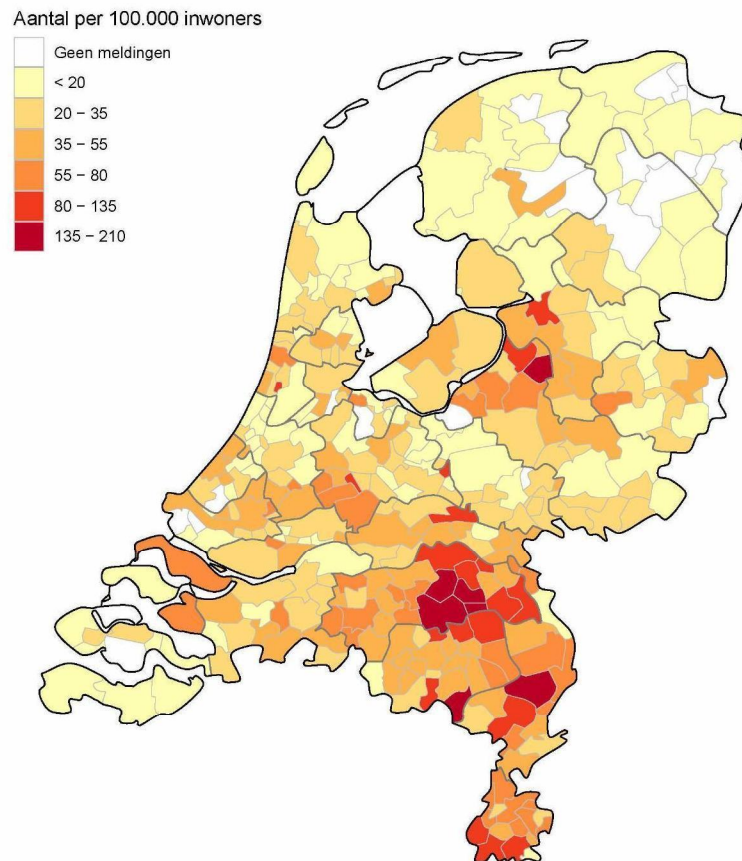 Aantal per 100.000 inwoners
Geen meldingen
< 20
20 – 35
35 – 55
55 – 80
80 – 135
135 – 210